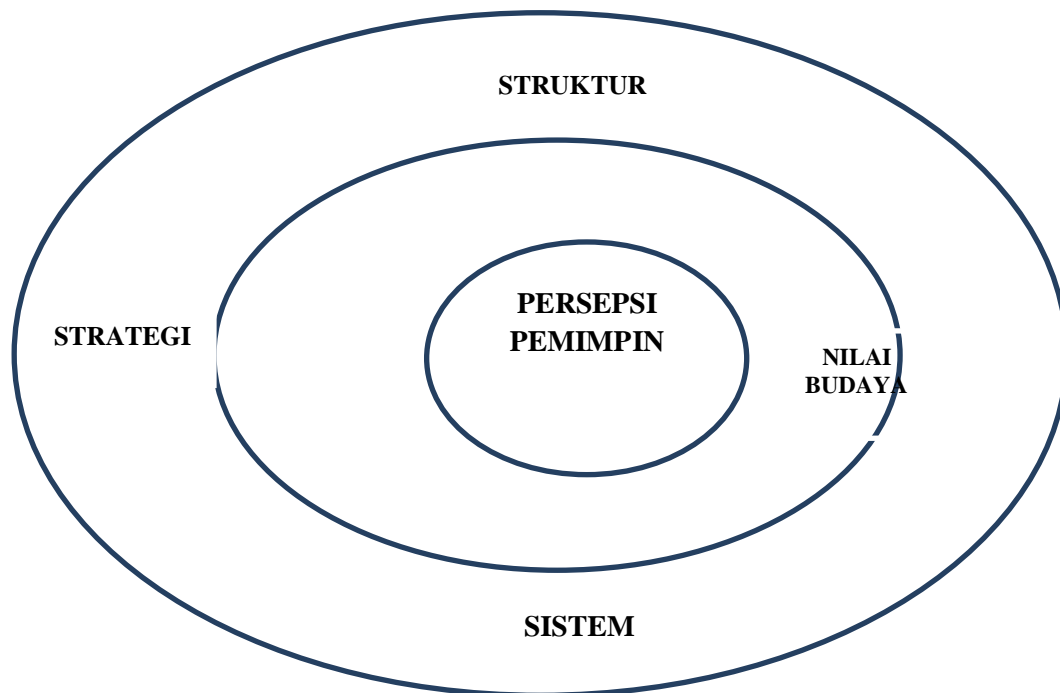 STRUKTUR
PERSEPSI
PEMIMPIN
STRATEGI
NILAI
BUDAYA
SISTEM